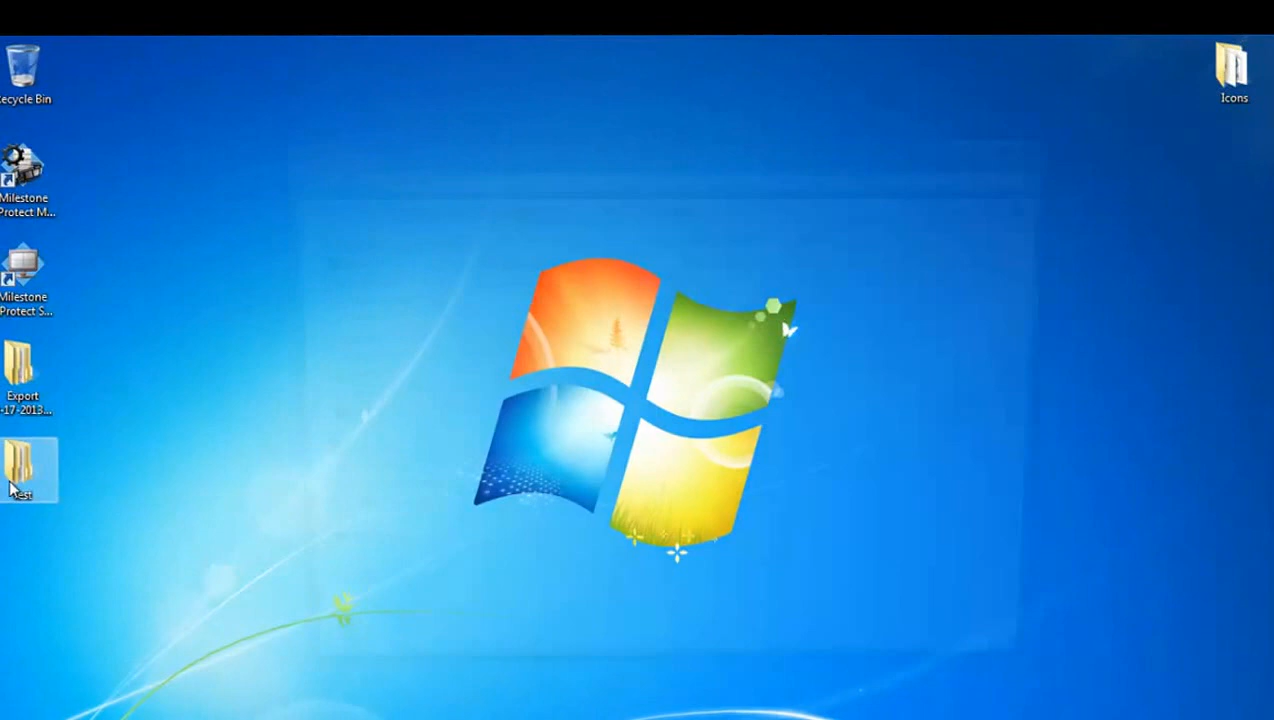 ecycle Bin
Milestone
Protect M...
Milestone
Protect S...
Export
-17-2013...
Icons